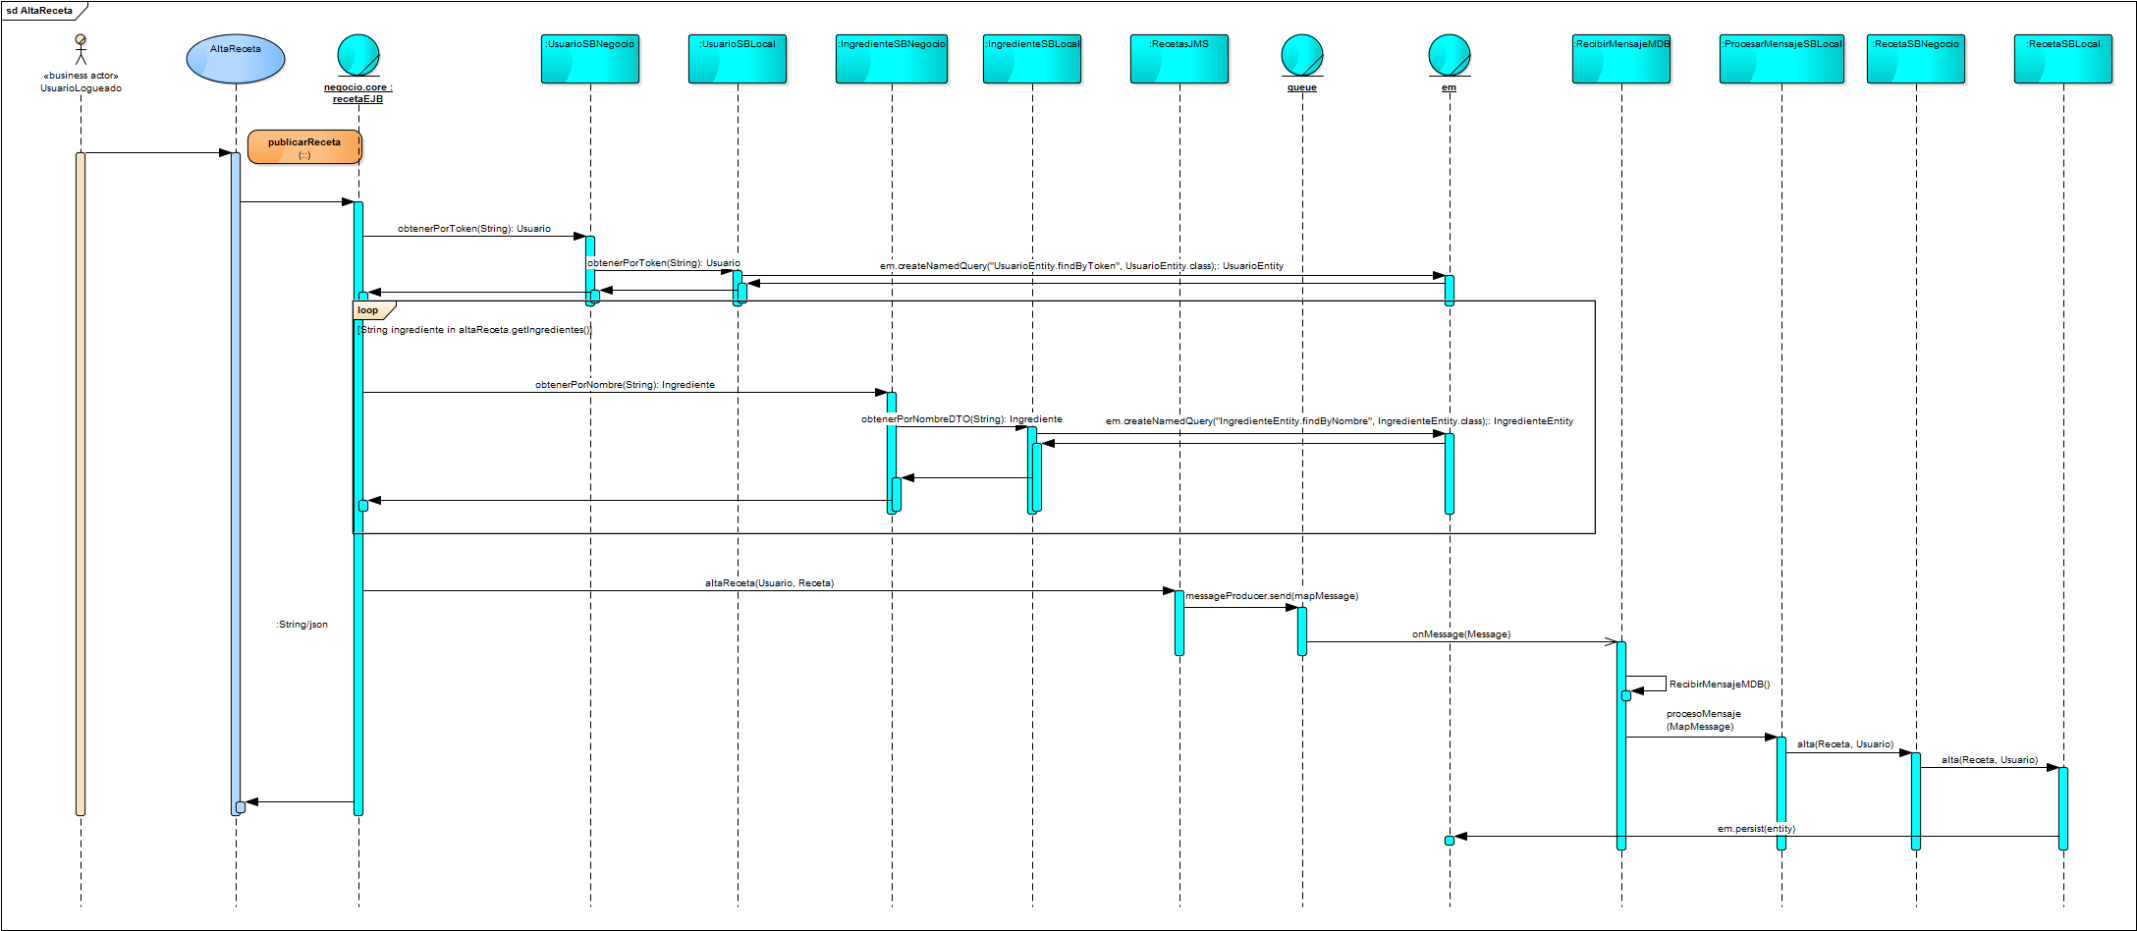 sd AltaReceta
«business actor»
UsuarioLogueado
AltaReceta
negocio.core :
recetaEJB
:UsuarioSBNegocio
:UsuarioSBLocal
:IngredienteSBNegocio
:IngredienteSBLocal
:RecetasJMS
queue
em
:RecibirMensajeMDB
:ProcesarMensajeSBLocal
:RecetaSBNegocio
:RecetaSBLocal
publicarReceta
(::)
obtenerPorToken(String): Usuario
obtenerPorToken(String): Usuario
em.createNamedQuery("UsuarioEntity.findByToken", UsuarioEntity.class);: UsuarioEntity
loop
[String ingrediente in altaReceta.getIngredientes()]
obtenerPorNombre(String): Ingrediente
obtenerPorNombreDTO(String): Ingrediente
em.createNamedQuery("IngredienteEntity.findByNombre", IngredienteEntity.class);: IngredienteEntity
altaReceta(Usuario, Receta)
messageProducer.send(mapMessage)
:String/json
onMessage(Message)
RecibirMensajeMDB()
procesoMensaje
(MapMessage)
alta(Receta, Usuario)
alta(Receta, Usuario)
em.persist(entity)